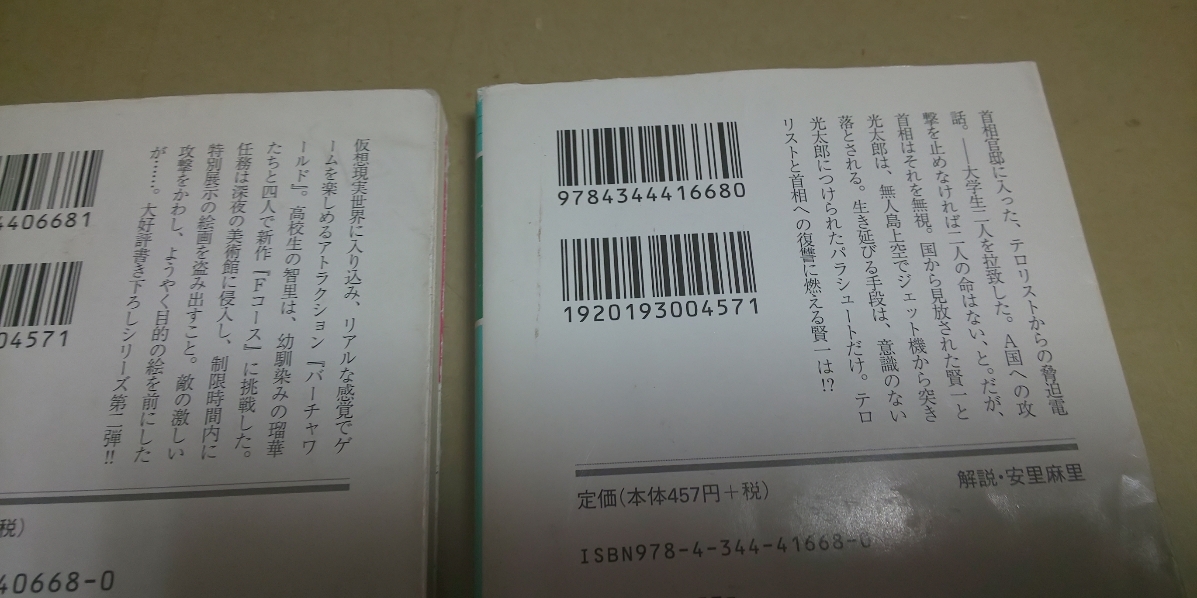 首相官邸に入った、テロリストからの脅迫電
話。――大学生二人を拉致した。A国への攻
撃を止めなければ二人の命はない、と。だが、
首相はそれを無視。国から見放された賢一と
光太郎は、無人島上空でジェット機から突き
落とされる。生き延びる手段は、意識のない
光太郎につけられたパラシュートだけ。テロ
リストと首相への復讐に燃える賢一は!?
9784344416680
1920193004571
定価(本体457円+税)
解説・安里麻里
ISBN978-4-344-41668-0
仮想現実世界に入り込み、リアルな感覚でゲ
ームを楽しめるアトラクション『バーチャワ
ールド』。高校生の智里は、幼馴染みの瑠華
たちと四人で新作『Fコース』に挑戦した。
任務は深夜の美術館に侵入し、制限時間内に
特別展示の絵画を盗み出すこと。敵の激しい
攻撃をかわし、ようやく目的の絵を前にした
が……。大好評書き下ろしシリーズ第二弾!!
4406681
004571
税)
40668-0